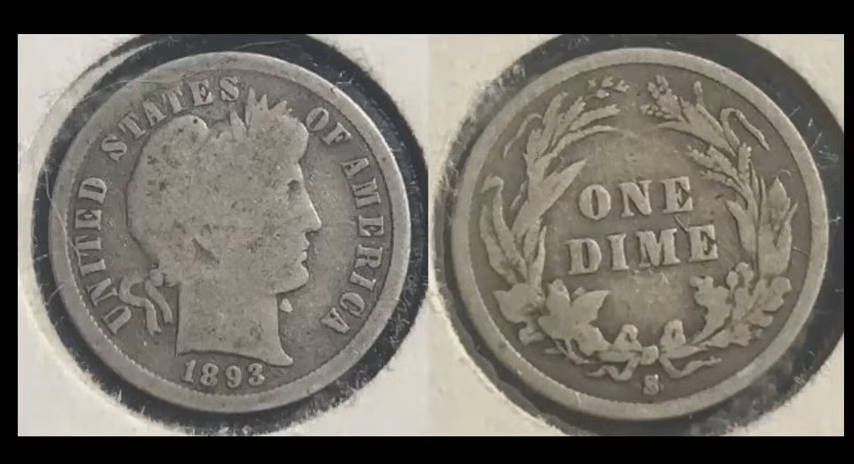 UNITED STATES OF AMERICA
1893
ONE
DIME
S